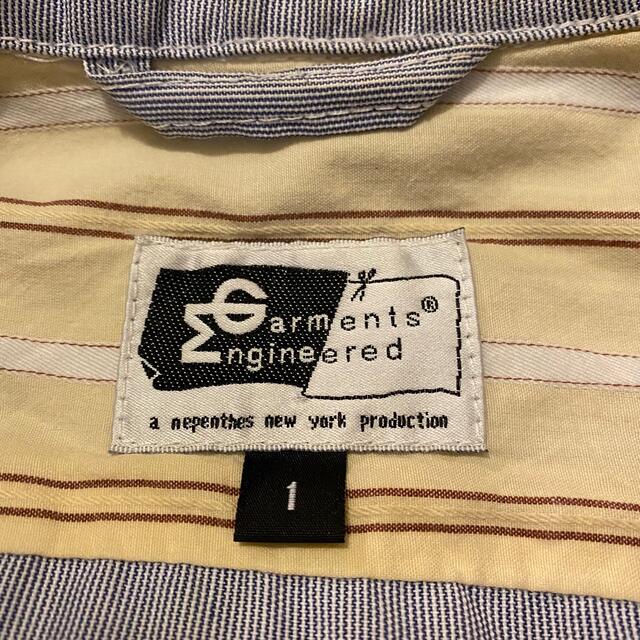 Garments®
Engineered
a nepenthes new york production
1